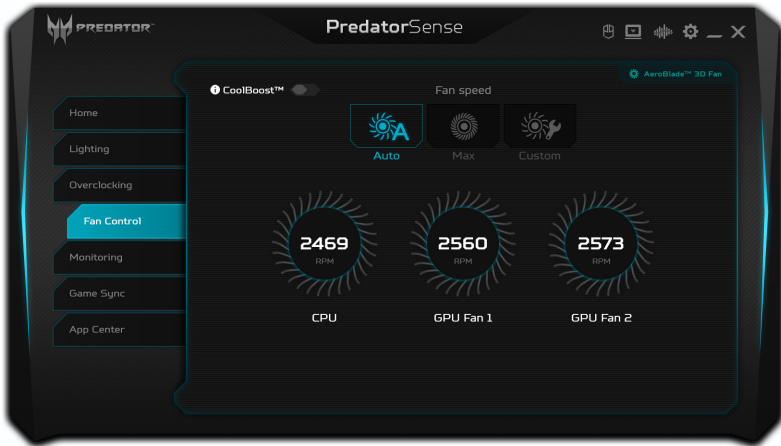 PREDATOR
PredatorSense
AeroBlade™ 3D Fan
CoolBoost™
Fan speed
Auto
Max
Custom
Home
Lighting
Overclocking
Fan Control
Monitoring
Game Sync
App Center
2469
RPM
CPU
2560
RPM
GPU Fan 1
2573
RPM
GPU Fan 2